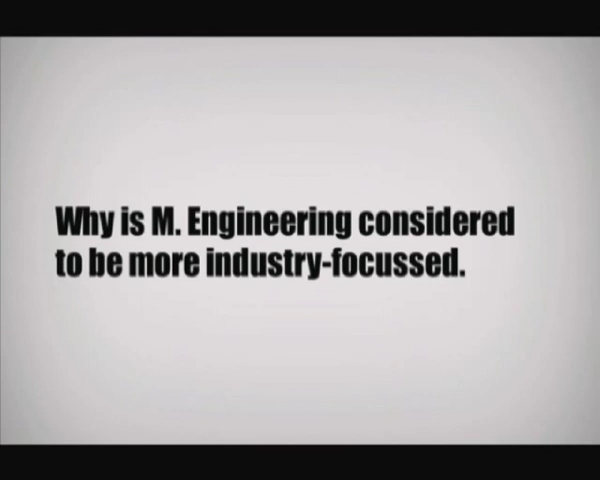 Why is M. Engineering considered
to be more industry-focussed.